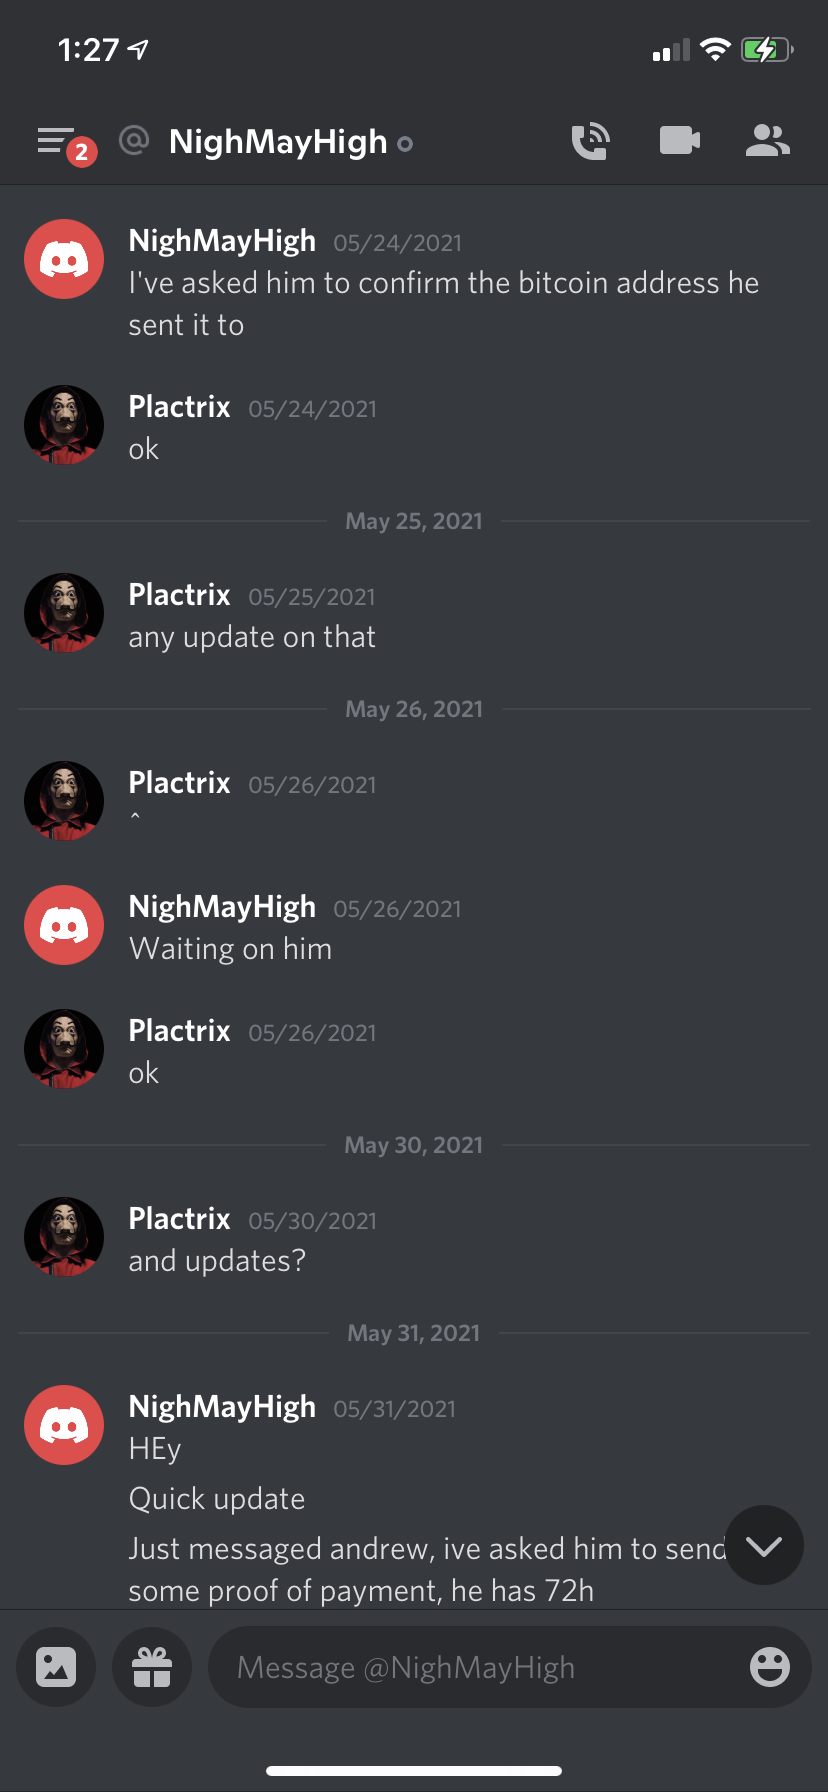 1:27
2
@ NighMayHigh
NighMayHigh 05/24/2021
I've asked him to confirm the bitcoin address he
sent it to
Plactrix 05/24/2021
ok
May 25, 2021
Plactrix 05/25/2021
any update on that
May 26, 2021
Plactrix 05/26/2021
^
NighMayHigh 05/26/2021
Waiting on him
Plactrix 05/26/2021
ok
May 30, 2021
Plactrix 05/30/2021
and updates?
May 31, 2021
NighMayHigh 05/31/2021
HEy
Quick update
Just messaged andrew, ive asked him to send
some proof of payment, he has 72h
Message @NighMayHigh